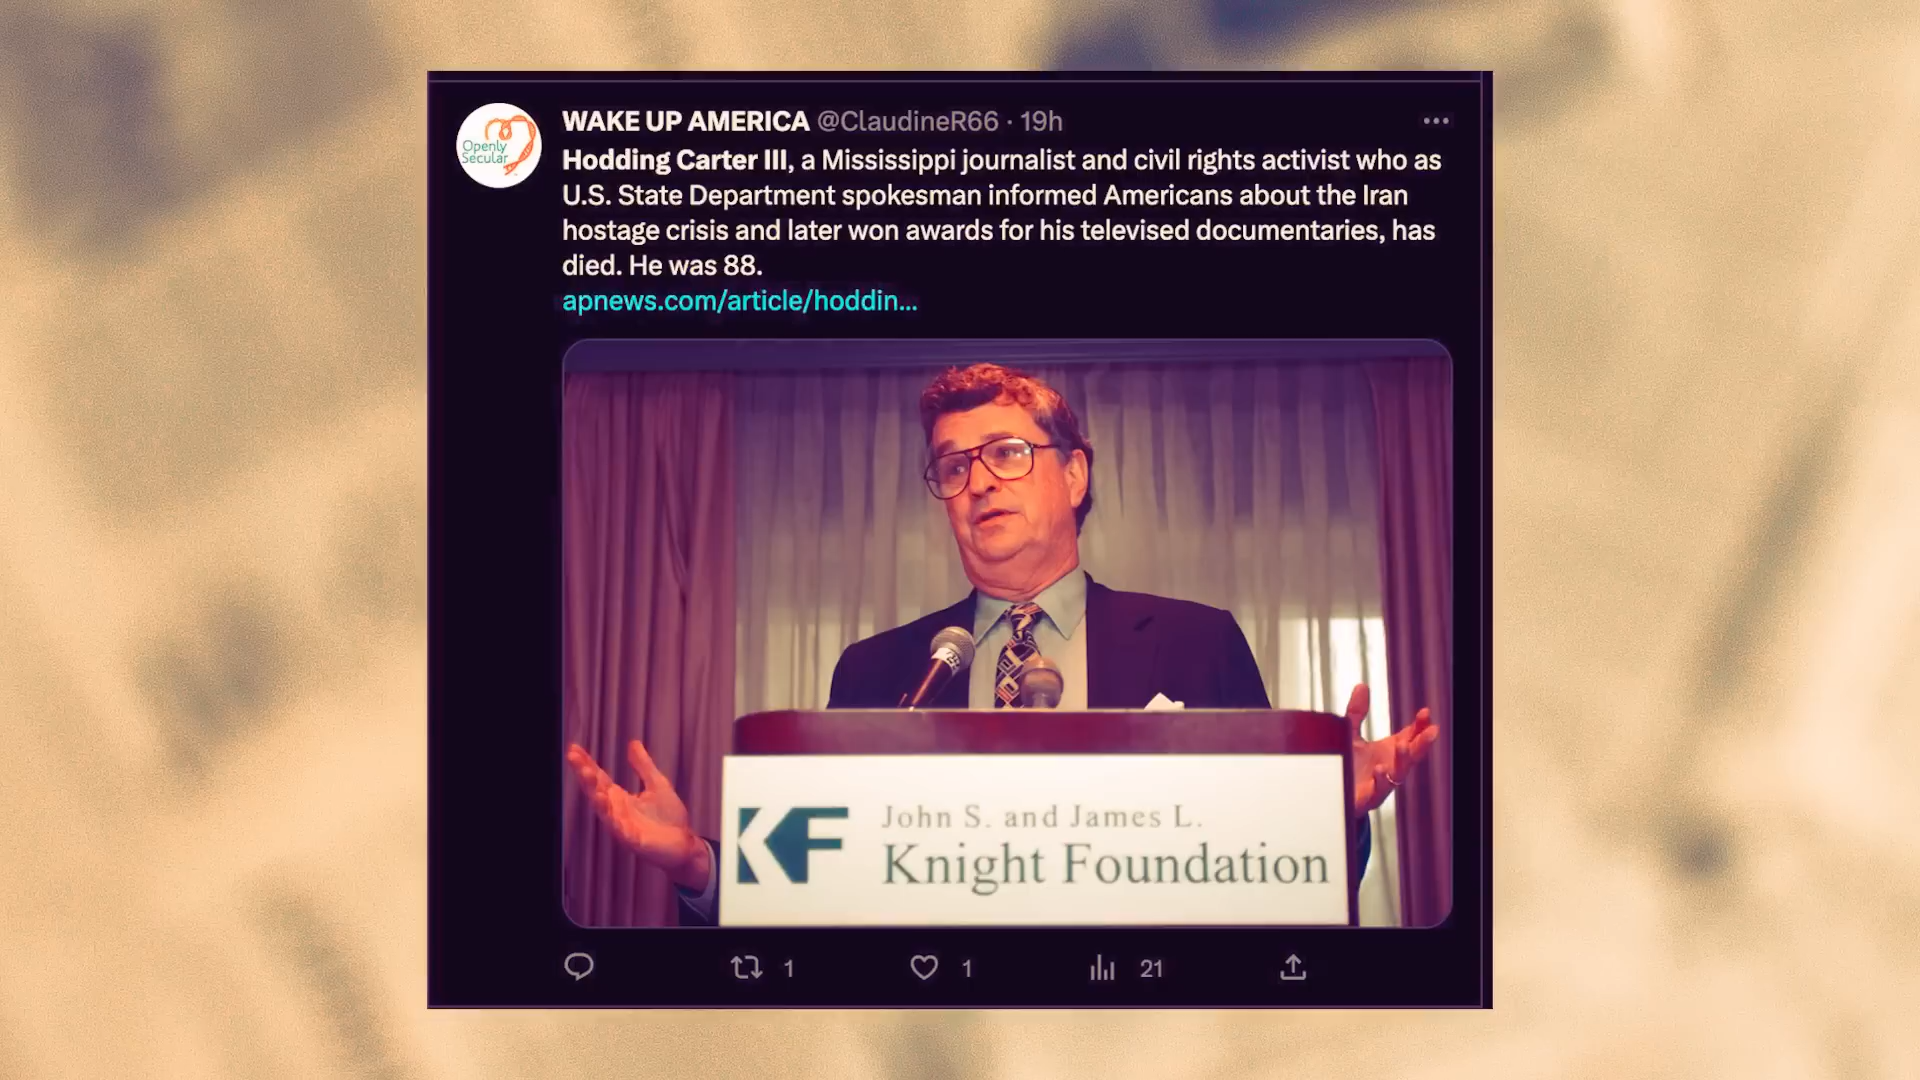 Openly
Secular
WAKE UP AMERICA @ClaudineR66 · 19h
Hodding Carter III, a Mississippi journalist and civil rights activist who as
U.S. State Department spokesman informed Americans about the Iran
hostage crisis and later won awards for his televised documentaries, has
died. He was 88.
apnews.com/article/hoddin...
KF
John S. and James L.
Knight Foundation
1
1
21